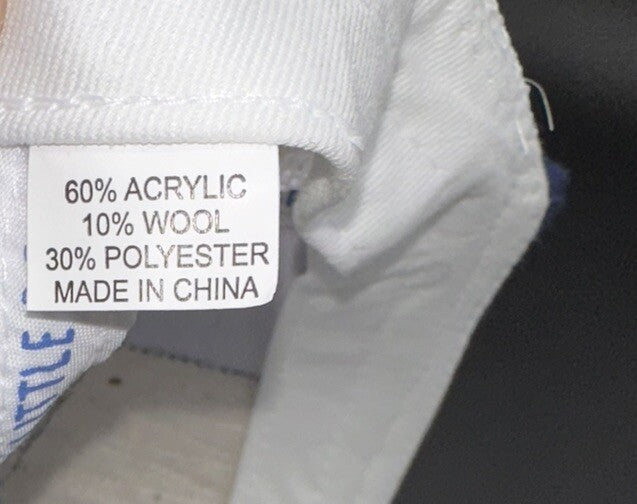 60% ACRYLIC
10% WOOL
30% POLYESTER
MADE IN CHINA